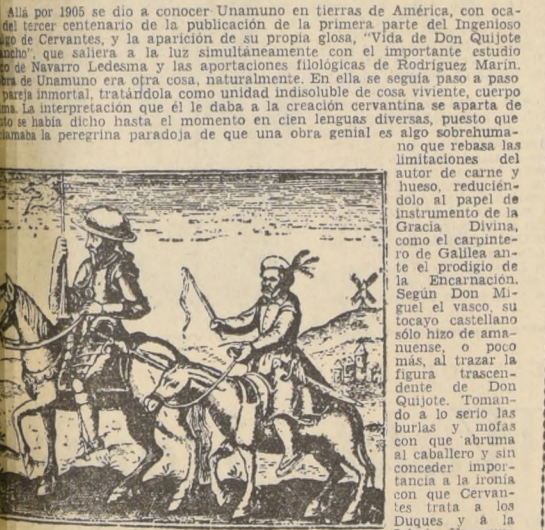 Allá por 1905 se dio a conocer Unamuno en tierras de América, con oca-
del tercer centenario de la publicación de la primera parte del Ingenioso
de Cervantes, y la aparición de su propia glosa, "Vida de Don Quijote
que saliera a la luz simultáneamente con el importante estudio
de Navarro Ledesma y las aportaciones filológicas de Rodríguez Marín.
de Unamuno era otra cosa, naturalmente. En ella se seguía paso a paso
pareja inmortal, tratándola como unidad indisoluble de cosa viviente, cuerpo
La interpretación que él le daba a la creación cervantina se aparta de
se había dicho hasta el momento en cien lenguas diversas, puesto que
la peregrina paradoja de que una obra genial es algo sobrehuma-
no que rebasa las
limitaciones del
autor de carne y
hueso, reducién-
dolo al papel de
instrumento de la
Gracia Divina,
como el carpinte-
ro de Galilea an-
te el prodigio de
la Encarnación.
Según Don Mi-
guel el vasco, su
tocayo castellano
sólo hizo de ama-
nuense, o poco
más, al trazar la
figura trascen-
dente de Don
Quijote. Toman-
do a lo serio las
burlas y mofas
con que abruma
al caballero y sin
conceder impor-
tancia a la ironía
con que Cervan-
tes trata a los
Duques y a la